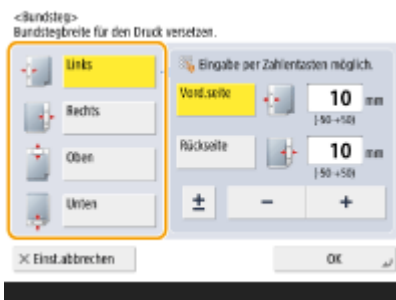 <Bundsteg>
Bundstegbreite für den Druck versetzen.
Links
Rechts
Oben
Unten
Eingabe per Zahlentasten möglich.
Vord.seite
10 mm
(-50~+50)
Rückseite
10 mm
(-50~+50)
± − +
× Einst.abbrechen
OK